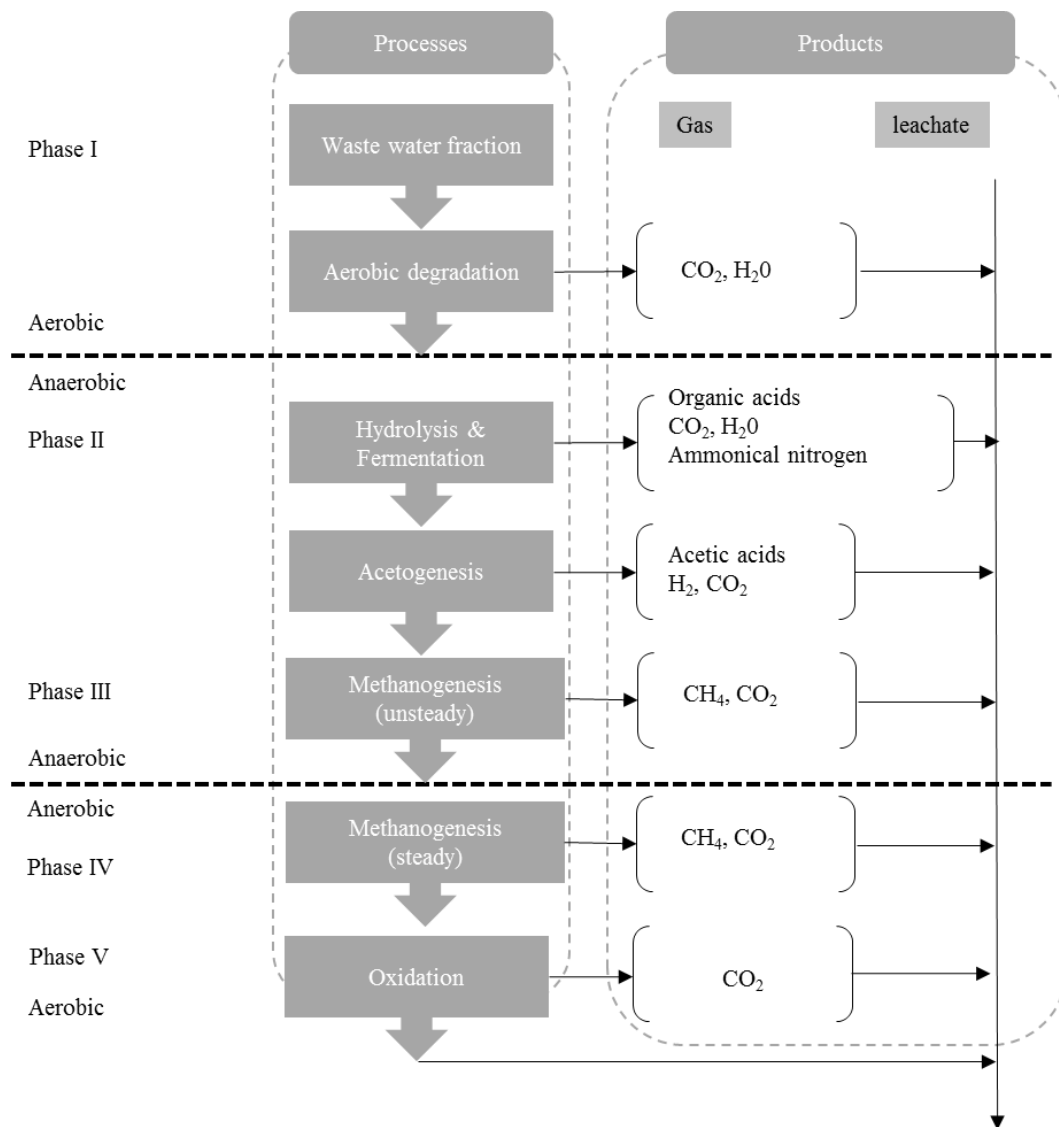 Processes
Products
Gas
leachate
Phase I
Waste water fraction
Aerobic degradation
CO₂, H₂0
Aerobic
Anaerobic
Phase II
Hydrolysis &
Fermentation
Organic acids
CO₂, H₂0
Ammonical nitrogen
Acetogenesis
Acetic acids
H₂, CO₂
Phase III
Methanogenesis
(unsteady)
CH₄, CO₂
Anaerobic
Anerobic
Phase IV
Methanogenesis
(steady)
CH₄, CO₂
Phase V
Aerobic
Oxidation
CO₂